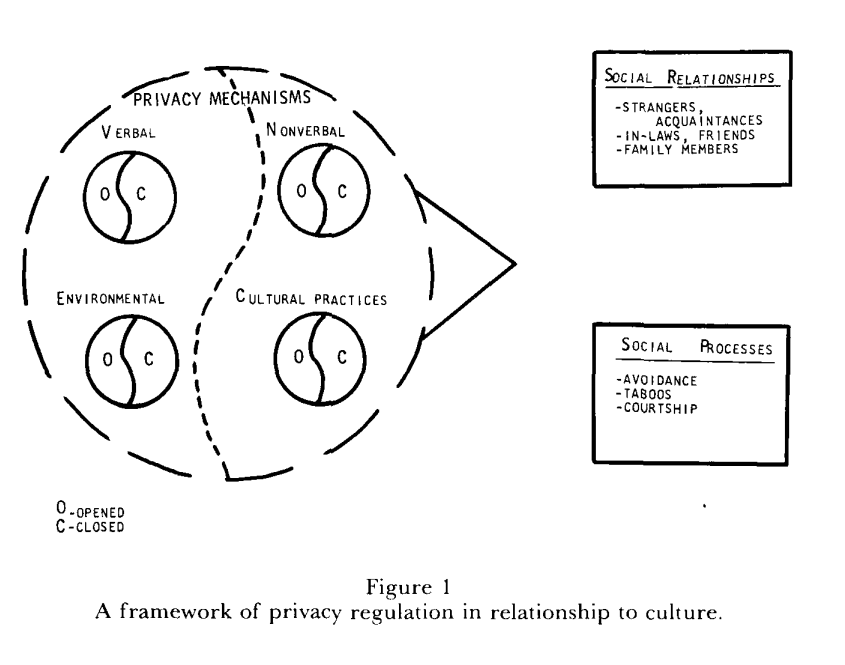 PRIVACY MECHANISMS
VERBAL
NONVERBAL
O C
O C
ENVIRONMENTAL
CULTURAL PRACTICES
O C
O C
O-OPENED
C-CLOSED
SOCIAL RELATIONSHIPS
-STRANGERS,
ACQUAINTANCES
-IN-LAWS, FRIENDS
-FAMILY MEMBERS
SOCIAL PROCESSES
-AVOIDANCE
-TABOOS
-COURTSHIP
Figure 1
A framework of privacy regulation in relationship to culture.